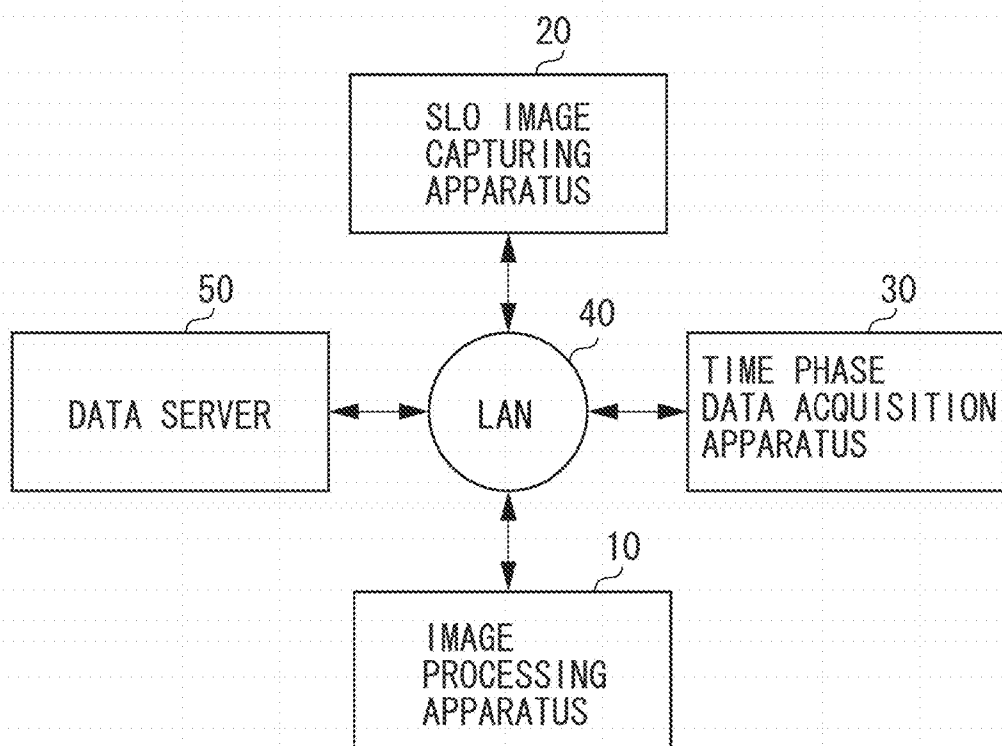 20
SLO IMAGE
CAPTURING
APPARATUS
50
40
30
DATA SERVER
LAN
TIME PHASE
DATA ACQUISITION
APPARATUS
10
IMAGE
PROCESSING
APPARATUS